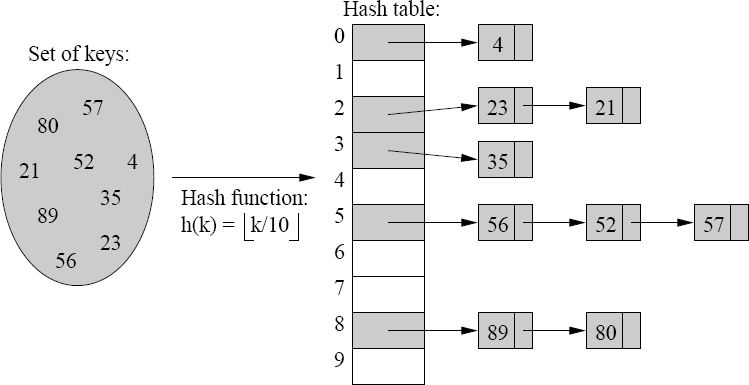 Hash table:
Set of keys:
57
80
21 52 4
35
89
23
56
Hash function:
h(k) = ⌊k/10⌋
0 4
1
2 23 21
3 35
4
5 56 52 57
6
7
8 89 80
9